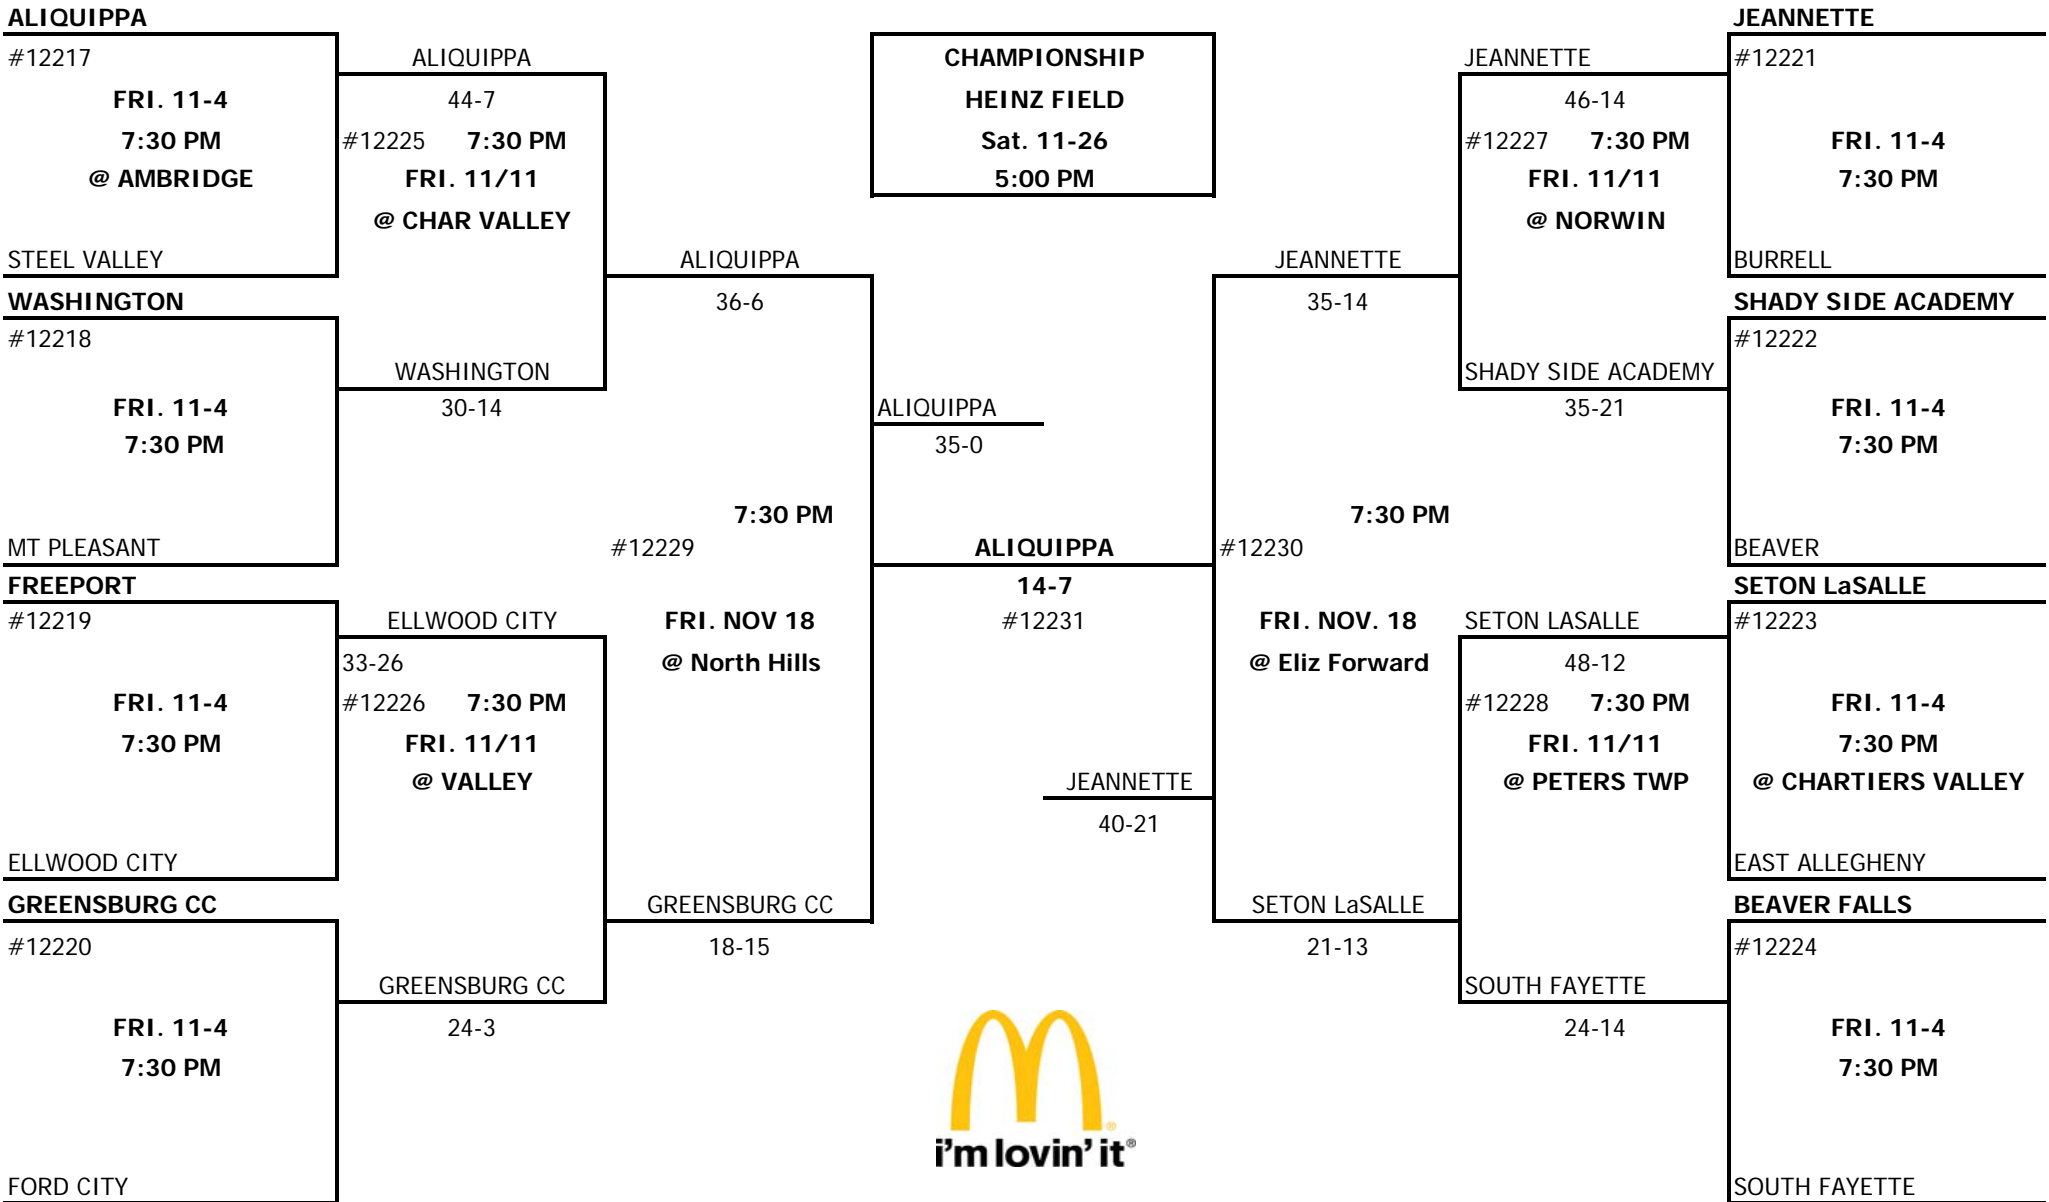 ALIQUIPPA
#12217
FRI. 11-4
7:30 PM
@ AMBRIDGE
STEEL VALLEY
WASHINGTON
#12218
FRI. 11-4
7:30 PM
MT PLEASANT
FREEPORT
#12219
FRI. 11-4
7:30 PM
ELLWOOD CITY
GREENSBURG CC
#12220
FRI. 11-4
7:30 PM
FORD CITY
ALIQUIPPA
44-7
#12225 7:30 PM
FRI. 11/11
@ CHAR VALLEY
WASHINGTON
30-14
ELLWOOD CITY
33-26
#12226 7:30 PM
FRI. 11/11
@ VALLEY
GREENSBURG CC
24-3
ALIQUIPPA
36-6
7:30 PM
#12229
FRI. NOV 18
@ North Hills
GREENSBURG CC
18-15
CHAMPIONSHIP
HEINZ FIELD
Sat. 11-26
5:00 PM
ALIQUIPPA
35-0
ALIQUIPPA
14-7
#12231
JEANNETTE
40-21
i'm lovin' it®
JEANNETTE
35-14
7:30 PM
#12230
FRI. NOV. 18
@ Eliz Forward
SETON LaSALLE
21-13
JEANNETTE
46-14
#12227 7:30 PM
FRI. 11/11
@ NORWIN
SHADY SIDE ACADEMY
35-21
SETON LASALLE
48-12
#12228 7:30 PM
FRI. 11/11
@ PETERS TWP
SOUTH FAYETTE
24-14
JEANNETTE
#12221
FRI. 11-4
7:30 PM
BURRELL
SHADY SIDE ACADEMY
#12222
FRI. 11-4
7:30 PM
BEAVER
SETON LaSALLE
#12223
FRI. 11-4
7:30 PM
@ CHARTIERS VALLEY
EAST ALLEGHENY
BEAVER FALLS
#12224
FRI. 11-4
7:30 PM
SOUTH FAYETTE